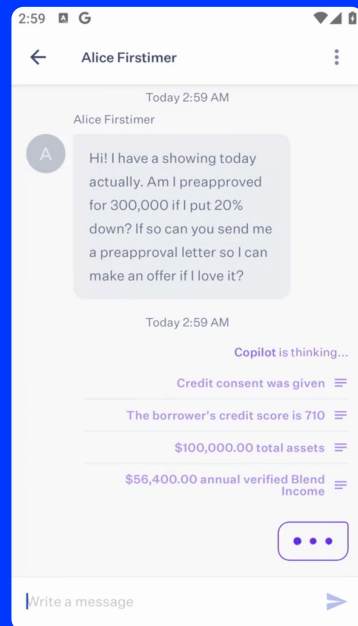 2:59 A G
Alice Firstimer
Today 2:59 AM
Alice Firstimer
A
Hi! I have a showing today
actually. Am I preapproved
for 300,000 if I put 20%
down? If so can you send me
a preapproval letter so I can
make an offer if I love it?
Today 2:59 AM
Copilot is thinking...
Credit consent was given
The borrower's credit score is 710
$100,000.00 total assets
$56,400.00 annual verified Blend
Income
Write a message